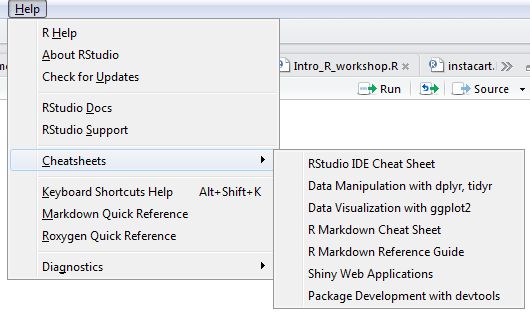 Help
R Help
About RStudio
Check for Updates
RStudio Docs
RStudio Support
Cheatsheets
Keyboard Shortcuts Help Alt+Shift+K
Markdown Quick Reference
Roxygen Quick Reference
Diagnostics
Intro_R_workshop.R
instacart.
Run
Source
RStudio IDE Cheat Sheet
Data Manipulation with dplyr, tidyr
Data Visualization with ggplot2
R Markdown Cheat Sheet
R Markdown Reference Guide
Shiny Web Applications
Package Development with devtools